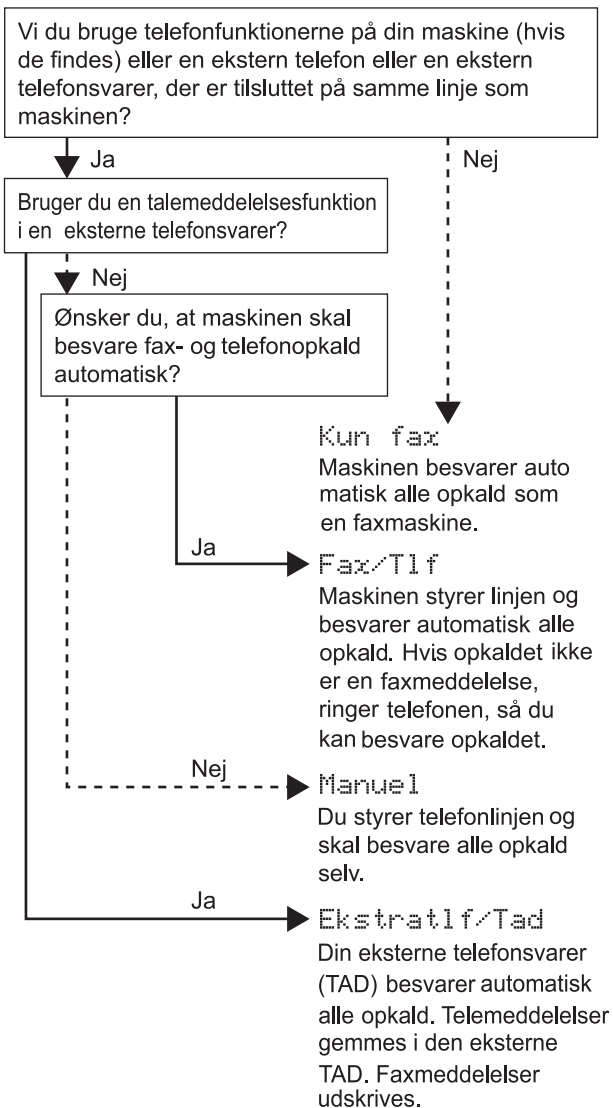 Vi du bruge telefonfunktionerne på din maskine (hvis
de findes) eller en ekstern telefon eller en ekstern
telefonsvarer, der er tilsluttet på samme linje som
maskinen?
Ja
Nej
Bruger du en talemeddelelsesfunktion
i en eksterne telefonsvarer?
Nej
Ønsker du, at maskinen skal
besvare fax- og telefonopkald
automatisk?
Kun fax
Maskinen besvarer auto
matisk alle opkald som
en faxmaskine.
Ja
Fax/Tlf
Maskinen styrer linjen og
besvarer automatisk alle
opkald. Hvis opkaldet ikke
er en faxmeddelelse,
ringer telefonen, så du
kan besvare opkaldet.
Nej
Manuel
Du styrer telefonlinjen og
skal besvare alle opkald
selv.
Ja
Ekstratlf/Tad
Din eksterne telefonsvarer
(TAD) besvarer automatisk
alle opkald. Telemeddelelser
gemmes i den eksterne
TAD. Faxmeddelelser
udskrives.